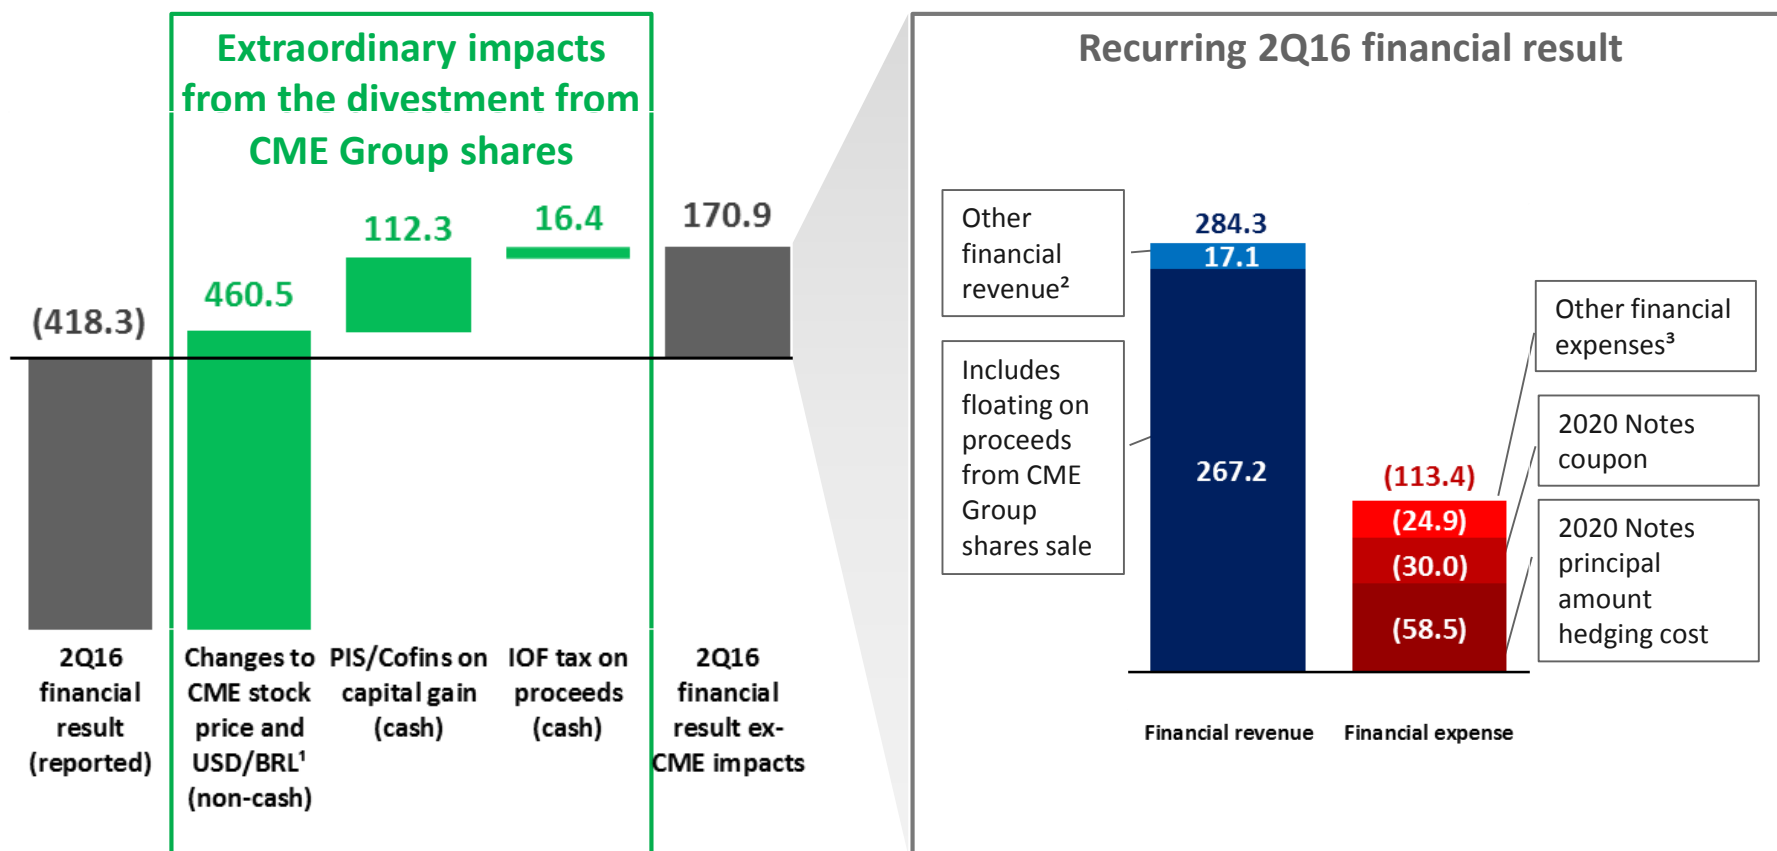 Extraordinary impacts
from the divestment from
CME Group shares
(418.3)
460.5
112.3
16.4
170.9
2Q16
financial
result
(reported)
Changes to
CME stock
price and
USD/BRL¹
(non-cash)
PIS/Cofins on
capital gain
(cash)
IOF tax on
proceeds
(cash)
2Q16
financial
result ex-
CME impacts
Recurring 2Q16 financial result
Other
financial
revenue²
Includes
floating on
proceeds
from CME
Group
shares sale
284.3
17.1
267.2
(113.4)
(24.9)
(30.0)
(58.5)
Other financial
expenses³
2020 Notes
coupon
2020 Notes
principal
amount
hedging cost
Financial revenue
Financial expense